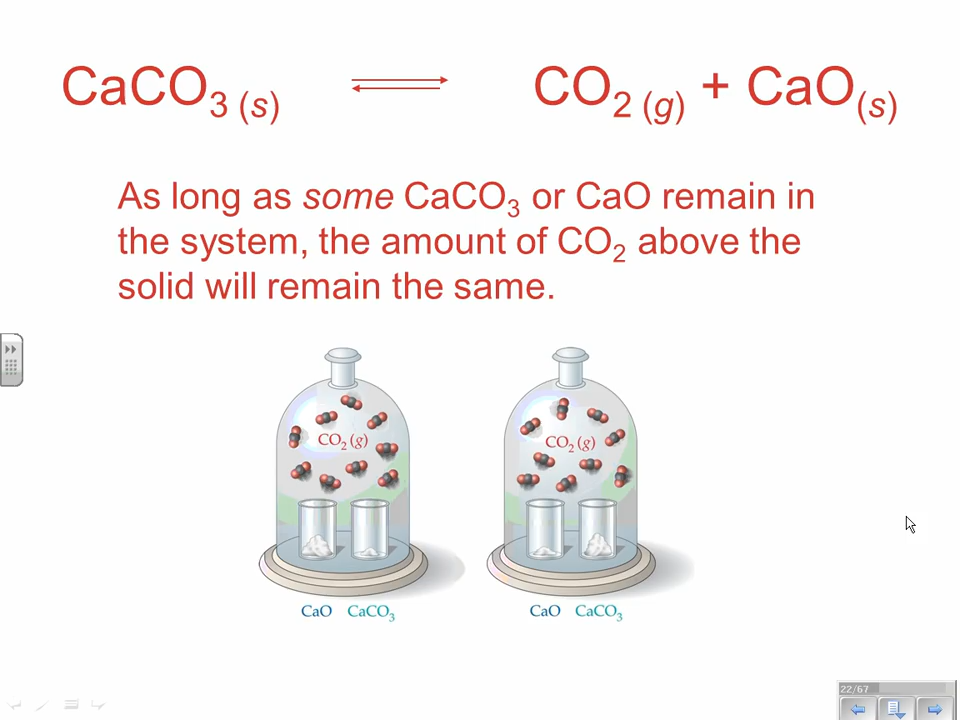 CaCO3 (s) ⇌ CO2 (g) + CaO(s)
As long as some CaCO3 or CaO remain in
the system, the amount of CO2 above the
solid will remain the same.
CO2 (g) CO2 (g)
CaO CaCO3 CaO CaCO3
22/67